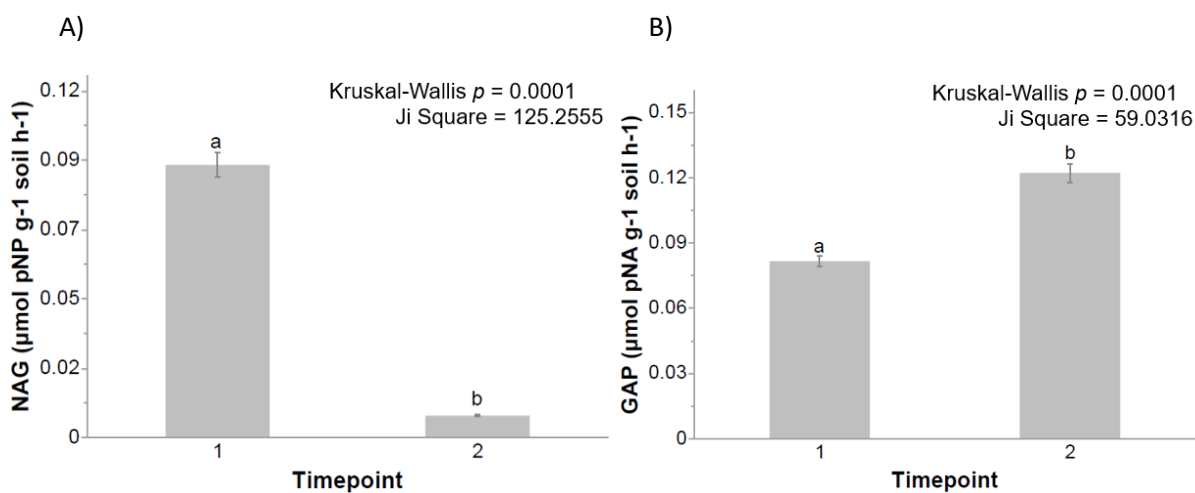 A)
Kruskal-Wallis p = 0.0001
Ji Square = 125.2555
NAG (µmol pNP g-1 soil h-1)
0.12
0.09
0.07
0.05
0.02
0
a
b
1
2
Timepoint
B)
Kruskal-Wallis p = 0.0001
Ji Square = 59.0316
GAP (µmol pNA g-1 soil h-1)
0.15
0.12
0.09
0.06
0.03
0
a
b
1
2
Timepoint